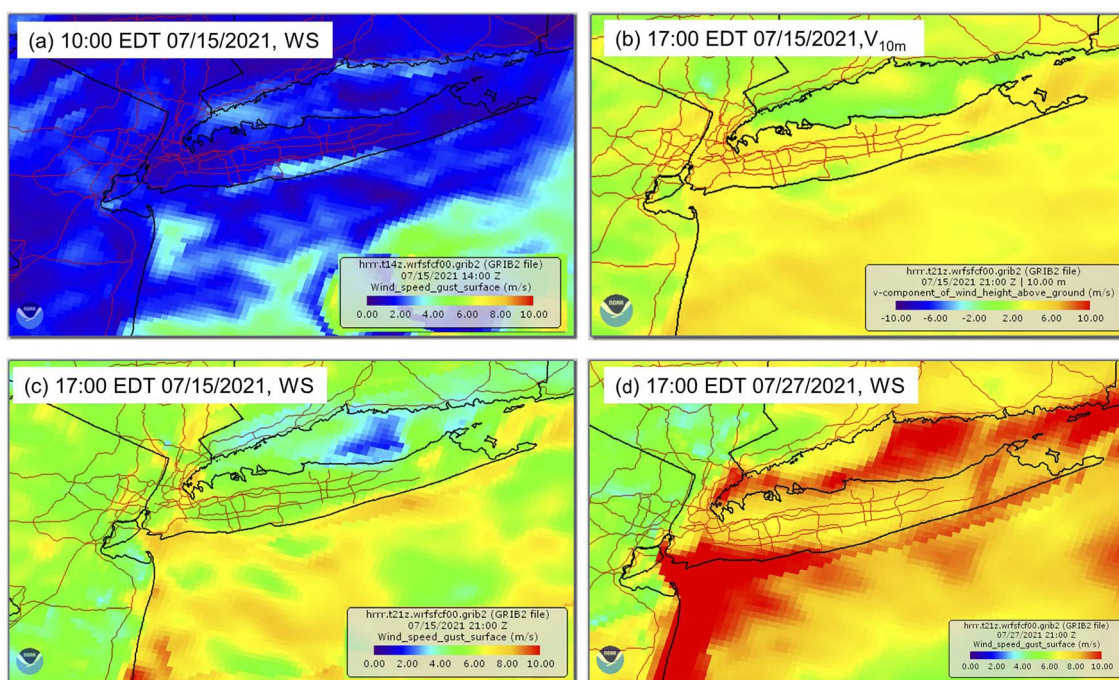 (a) 10:00 EDT 07/15/2021, WS
hrrr.t14z.wrfsfcf00.grib2 (GRIB2 file)
07/15/2021 14:00 Z
Wind_speed_gust_surface (m/s)
0.00 2.00 4.00 6.00 8.00 10.00
NOAA
(b) 17:00 EDT 07/15/2021,V10m
hrrr.t21z.wrfsfcf00.grib2 (GRIB2 file)
07/15/2021 21:00 Z | 10.00 m
v-component_of_wind_height_above_ground (m/s)
-10.00 -6.00 -2.00 2.00 6.00 10.00
NOAA
(c) 17:00 EDT 07/15/2021, WS
hrrr.t21z.wrfsfcf00.grib2 (GRIB2 file)
07/15/2021 21:00 Z
Wind_speed_gust_surface (m/s)
0.00 2.00 4.00 6.00 8.00 10.00
NOAA
(d) 17:00 EDT 07/27/2021, WS
hrrr.t21z.wrfsfcf00.grib2 (GRIB2 file)
07/27/2021 21:00 Z
Wind_speed_gust_surface (m/s)
0.00 2.00 4.00 6.00 8.00 10.00
NOAA